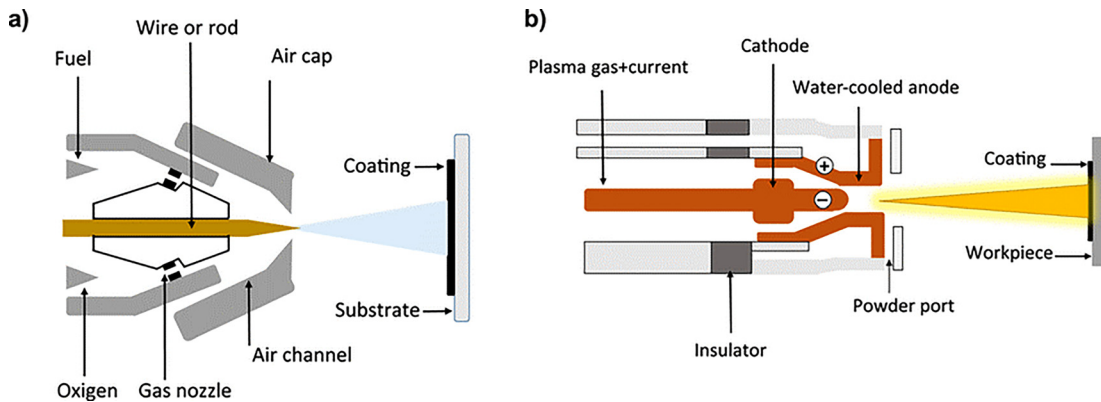 a)
Wire or rod
Fuel
Air cap
Coating
Substrate
Air channel
Oxigen
Gas nozzle
b)
Cathode
Plasma gas+current
Water-cooled anode
+
−
Coating
Workpiece
Powder port
Insulator